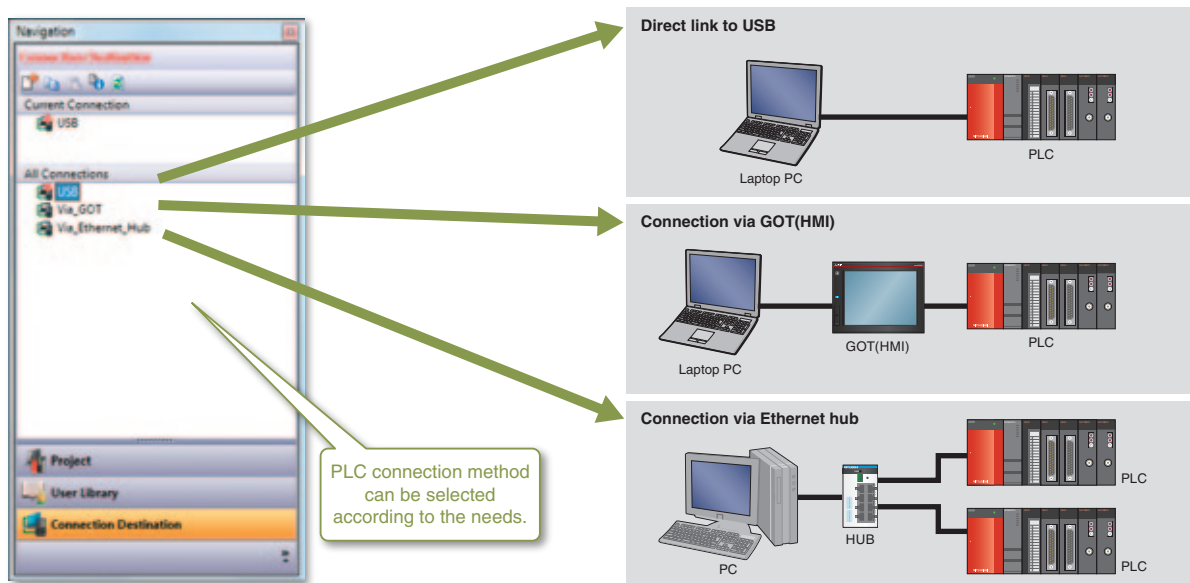 Navigation
Connection Destination
Current Connection
USB
All Connections
USB
Via_GOT
Via_Ethernet_Hub
Project
User Library
Connection Destination
PLC connection method
can be selected
according to the needs.
Direct link to USB
Laptop PC
PLC
Connection via GOT(HMI)
Laptop PC
GOT(HMI)
PLC
Connection via Ethernet hub
PC
HUB
PLC
PLC